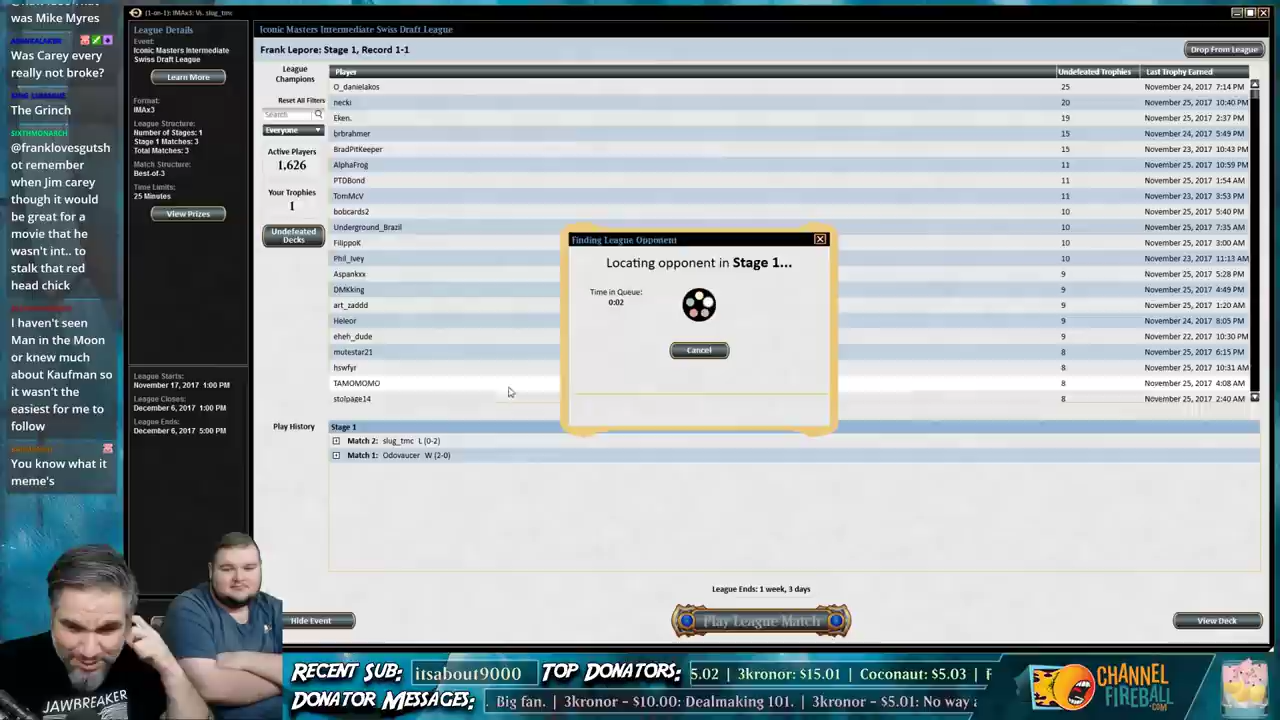 was Mike Myres
Was Carey every
really not broke?
The Grinch
SIXTHMONARCH
@franklovesgutsh
ot remember
when Jim carey
though it would
be great for a
movie that he
wasn't int.. to
stalk that red
head chick
I haven't seen
Man in the Moon
or knew much
about Kaufman so
it wasn't the
easiest for me to
follow
You know what it
meme's
(1-on-1): IMAx3: Vs. slug_tmc
League Details
Event:
Iconic Masters Intermediate
Swiss Draft League
Learn More
Format:
IMAx3
League Structure:
Number of Stages: 1
Stage 1 Matches: 3
Total Matches: 3
Match Structure:
Best-of-3
Time Limits:
25 Minutes
View Prizes
League Starts:
November 17, 2017 1:00 PM
League Closes:
December 6, 2017 1:00 PM
League Ends:
December 6, 2017 5:00 PM
Iconic Masters Intermediate Swiss Draft League
Frank Lepore: Stage 1, Record 1-1
Drop From League
League
Champions
Reset All Filters
Search
Everyone
Active Players
1,626
Your Trophies
1
Undefeated
Decks
Player Undefeated Trophies Last Trophy Earned
O_danielakos 25 November 24, 2017 7:14 PM
necki 20 November 25, 2017 10:40 PM
Eken. 19 November 25, 2017 2:37 PM
brbrahmer 15 November 24, 2017 5:49 PM
BradPitKeeper 15 November 23, 2017 10:43 PM
AlphaFrog 11 November 25, 2017 10:59 PM
PTDBond 11 November 25, 2017 1:54 AM
TomMcV 11 November 23, 2017 3:53 PM
bobcards2 10 November 25, 2017 5:40 PM
Underground_Brazil 10 November 25, 2017 7:35 AM
FilippoK 10 November 25, 2017 3:00 AM
Phil_Ivey 10 November 23, 2017 11:13 AM
Aspankxx 9 November 25, 2017 5:28 PM
DMKking 9 November 25, 2017 4:49 PM
art_zaddd 9 November 25, 2017 1:20 AM
Heleor 9 November 24, 2017 8:05 PM
eheh_dude 9 November 22, 2017 10:30 PM
mutestar21 8 November 25, 2017 6:15 PM
hswfyr 8 November 25, 2017 10:31 AM
TAMOMOMO 8 November 25, 2017 4:08 AM
stolpage14 8 November 25, 2017 2:40 AM
Finding League Opponent
Locating opponent in Stage 1...
Time in Queue:
0:02
Cancel
Play History
Stage 1
Match 2: slug_tmc L (0-2)
Match 1: Odovaucer W (2-0)
League Ends: 1 week, 3 days
Hide Event
Play League Match
View Deck
RECENT SUB: itsabout9000 TOP DONATORS: 5.02 | 3kronor: $15.01 | Coconaut: $5.03 |
DONATOR MESSAGES: . Big fan. | 3kronor - $10.00: Dealmaking 101. | 3kronor - $5.01: No way
CHANNEL
FIREBALL
.COM
JAWBREAKER